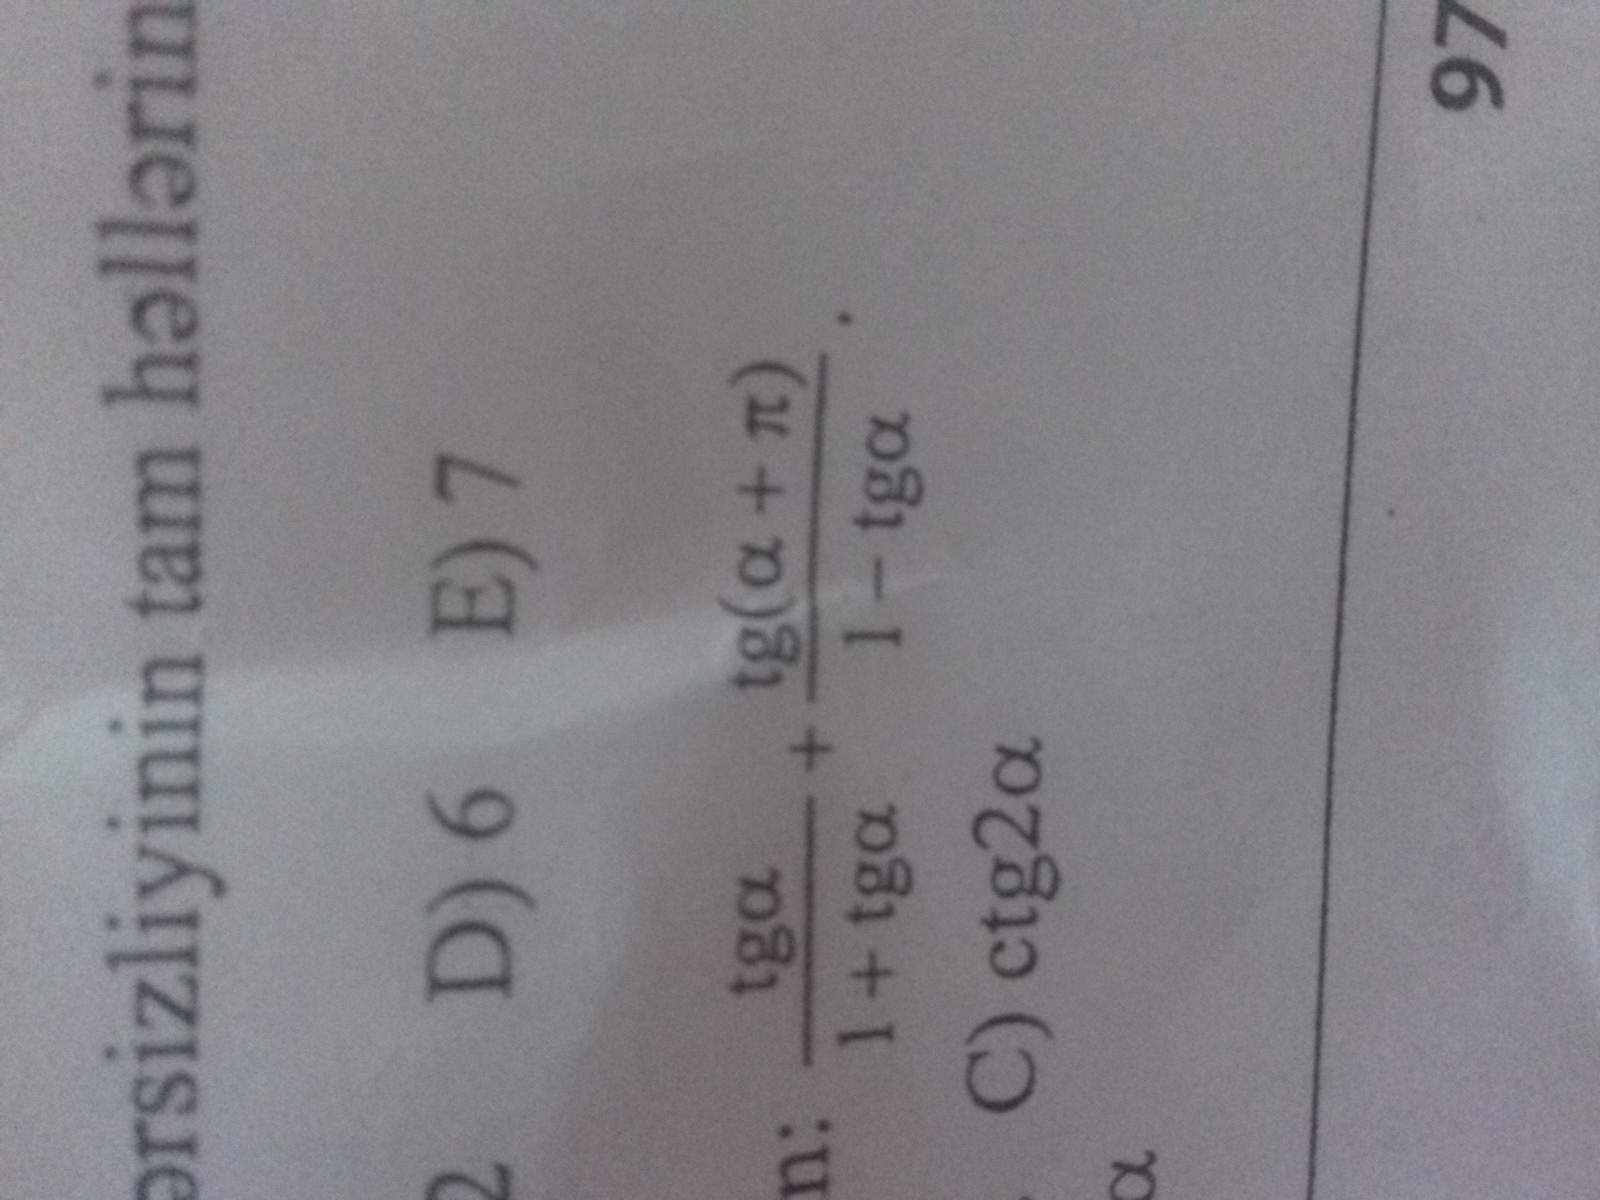 ərsizliyinin tam həllərin
2 D) 6 E) 7
n: tgα/(1 + tgα) + tg(α + π)/(1 − tgα) .
C) ctg2α
α
97